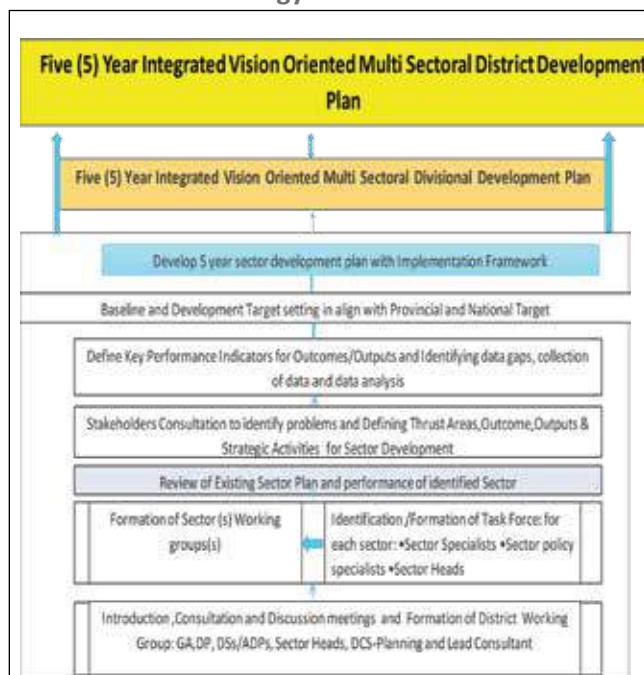 Five (5) Year Integrated Vision Oriented Multi Sectoral District Development
Plan
Five (5) Year Integrated Vision Oriented Multi Sectoral Divisional Development Plan
Develop 5 year sector development plan with Implementation Framework
Baseline and Development Target setting in align with Provincial and National Target
Define Key Performance Indicators for Outcomes/Outputs and Identifying data gaps, collection
of data and data analysis
Stakeholders Consultation to identify problems and Defining Thrust Areas,Outcome,Outputs &
Strategic Activities for Sector Development
Review of Existing Sector Plan and performance of identified Sector
Formation of Sector (s) Working
groups(s)
Identification /Formation of Task Force: for
each sector: •Sector Specialists •Sector policy
specialists •Sector Heads
Introduction ,Consultation and Discussion meetings and Formation of District Working
Group: GA,DP, DSs/ADPs, Sector Heads, DCS-Planning and Lead Consultant